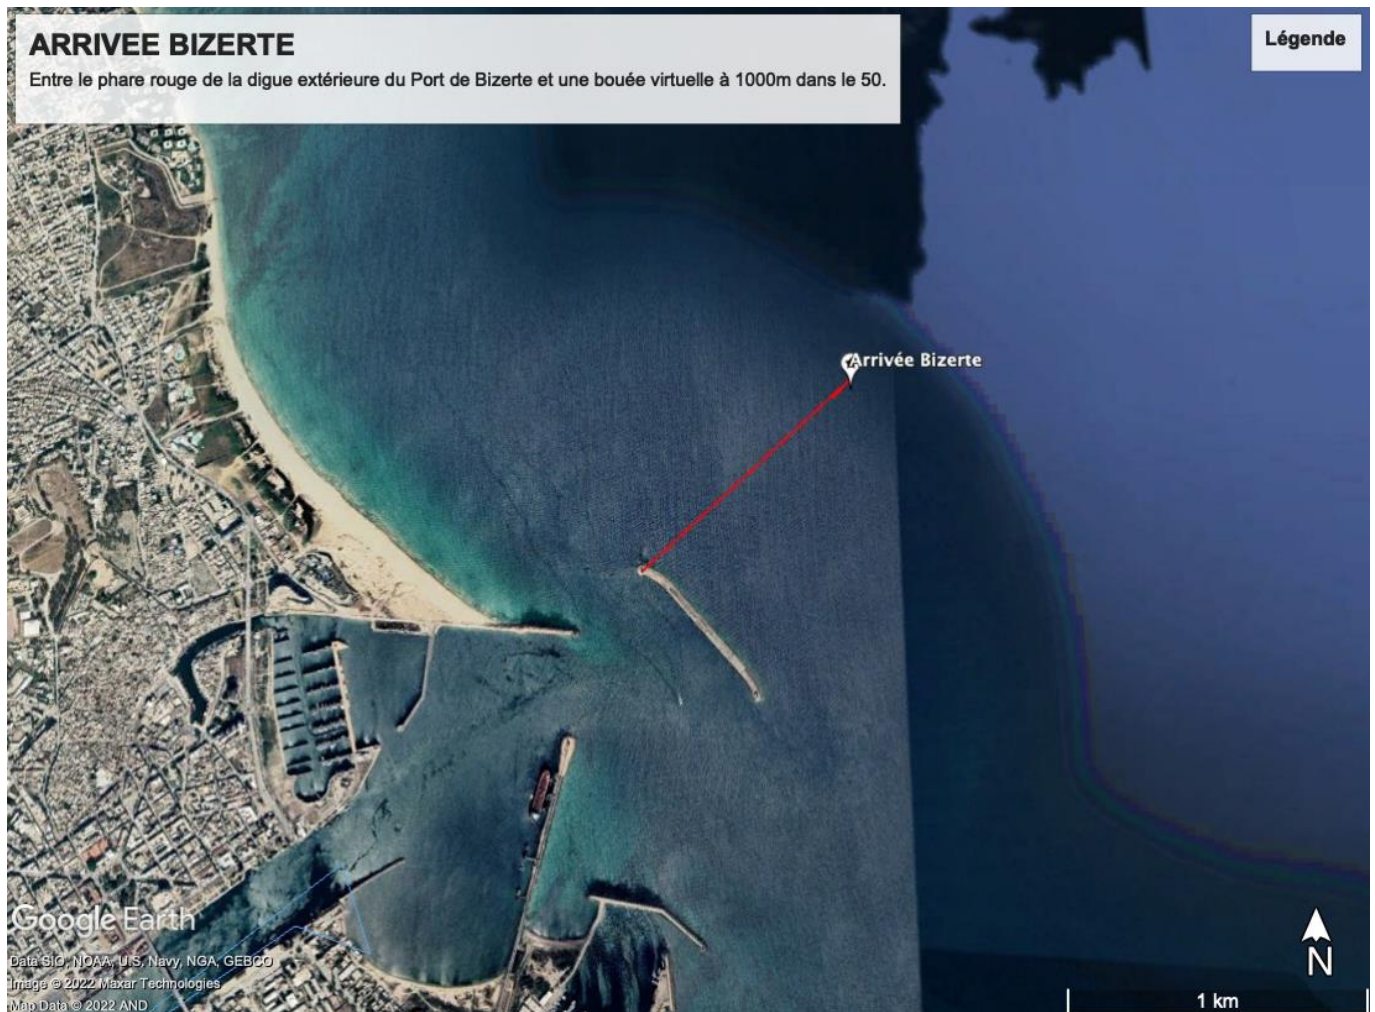 ARRIVEE BIZERTE
Entre le phare rouge de la digue extérieure du Port de Bizerte et une bouée virtuelle à 1000m dans le 50.
Légende
Arrivée Bizerte
Google Earth
Data SIO, NOAA, U.S. Navy, NGA, GEBCO
Image © 2022 Maxar Technologies
Map Data © 2022 AND
N
1 km